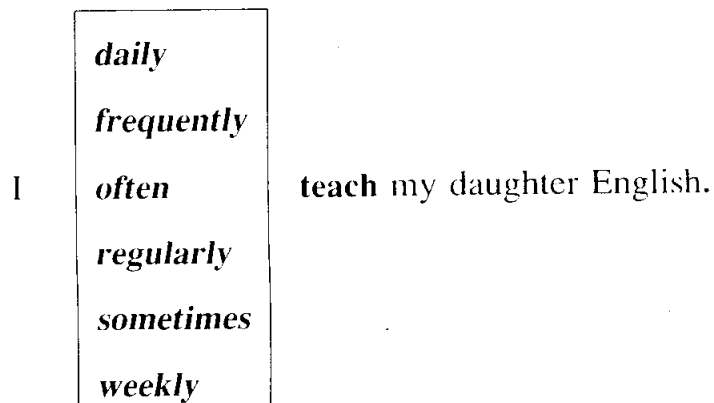 daily
frequently
I often teach my daughter English.
regularly
sometimes
weekly